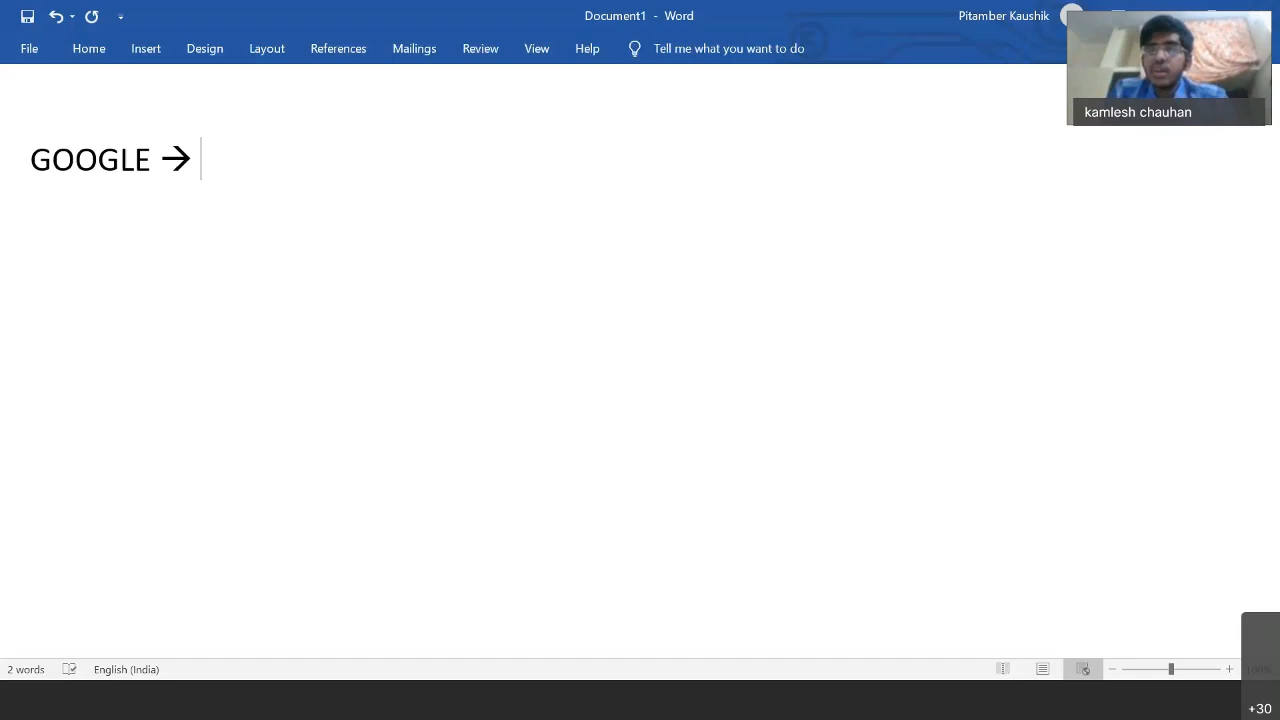 Document1 - Word
Pitamber Kaushik
File Home Insert Design Layout References Mailings Review View Help Tell me what you want to do
kamlesh chauhan
GOOGLE →
2 words English (India)
+30